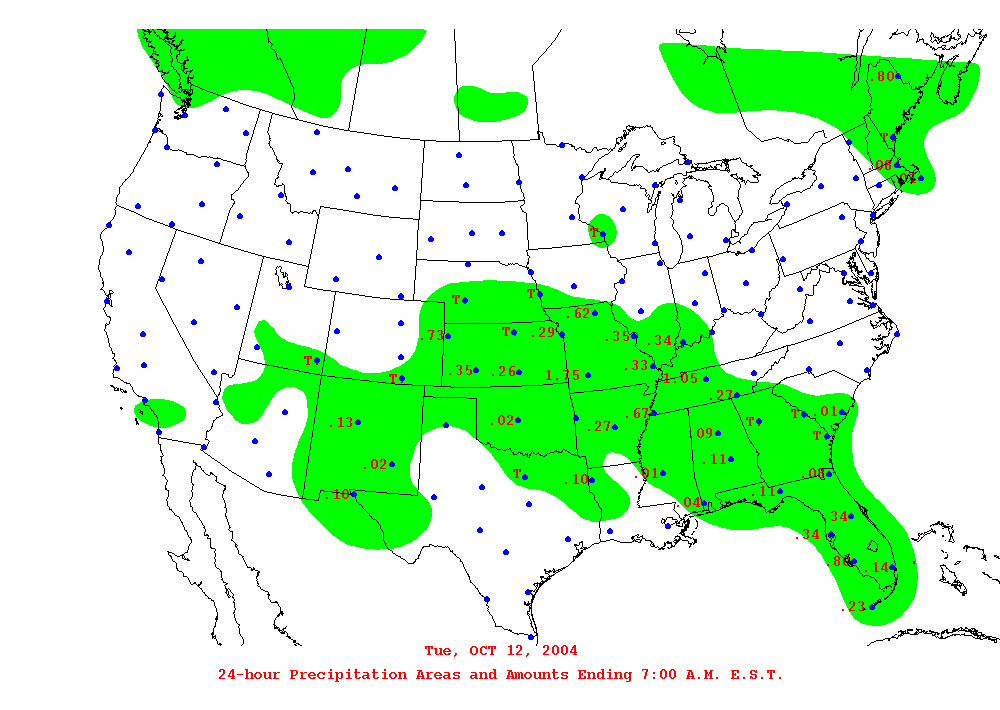 .80
T
.08
T
T
T
.62
.73
T
.29
.35
.34
T
.33
.35
.26
1.75
T
1.05
.27
.67
T
.01
.13
.02
.27
.09
T
T
.02
.11
T
.01
.08
.10
.10
.04
.11
.34
.34
.14
.23
Tue, OCT 12, 2004
24-hour Precipitation Areas and Amounts Ending 7:00 A.M. E.S.T.